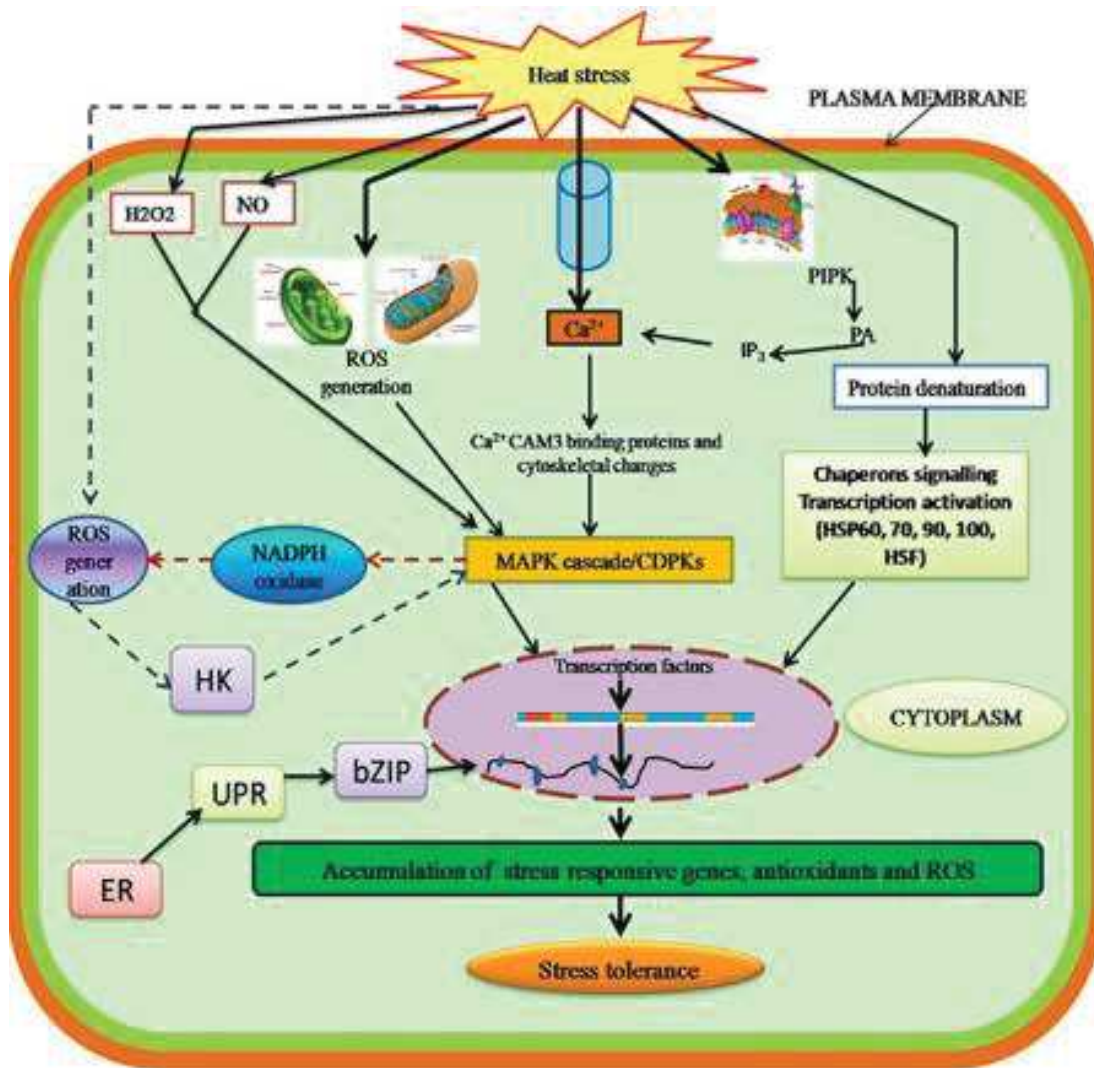 Heat stress
PLASMA MEMBRANE
H2O2
NO
PIPK
PA
IP3
Ca2+
ROS
generation
Protein denaturation
Ca2+ CAM3 binding proteins and
cytoskeletal changes
Chaperons signalling
Transcription activation
(HSP60, 70, 90, 100,
HSF)
ROS
gener
ation
NADPH
oxidase
MAPK cascade/CDPKs
HK
Transcription factors
CYTOPLASM
bZIP
UPR
ER
Accumulation of stress responsive genes, antioxidants and ROS
Stress tolerance